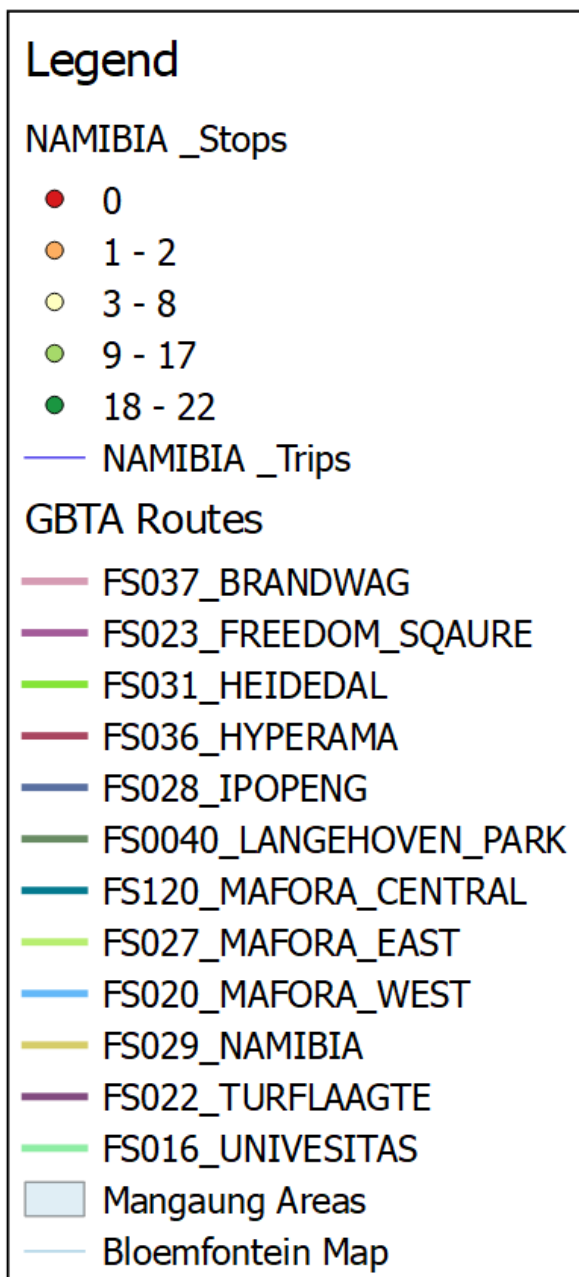 Legend
NAMIBIA _Stops
0
1 - 2
3 - 8
9 - 17
18 - 22
NAMIBIA _Trips
GBTA Routes
FS037_BRANDWAG
FS023_FREEDOM_SQAURE
FS031_HEIDEDAL
FS036_HYPERAMA
FS028_IPOPENG
FS0040_LANGEHOVEN_PARK
FS120_MAFORA_CENTRAL
FS027_MAFORA_EAST
FS020_MAFORA_WEST
FS029_NAMIBIA
FS022_TURFLAAGTE
FS016_UNIVESITAS
Mangaung Areas
Bloemfontein Map